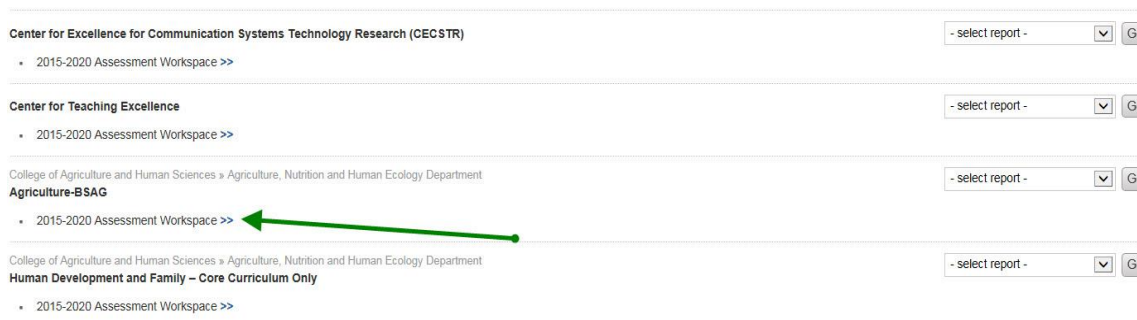 Center for Excellence for Communication Systems Technology Research (CECSTR)
- select report -
G
• 2015-2020 Assessment Workspace >>
Center for Teaching Excellence
- select report -
G
• 2015-2020 Assessment Workspace >>
College of Agriculture and Human Sciences » Agriculture, Nutrition and Human Ecology Department
Agriculture-BSAG
- select report -
G
• 2015-2020 Assessment Workspace >>
College of Agriculture and Human Sciences » Agriculture, Nutrition and Human Ecology Department
Human Development and Family – Core Curriculum Only
- select report -
G
• 2015-2020 Assessment Workspace >>